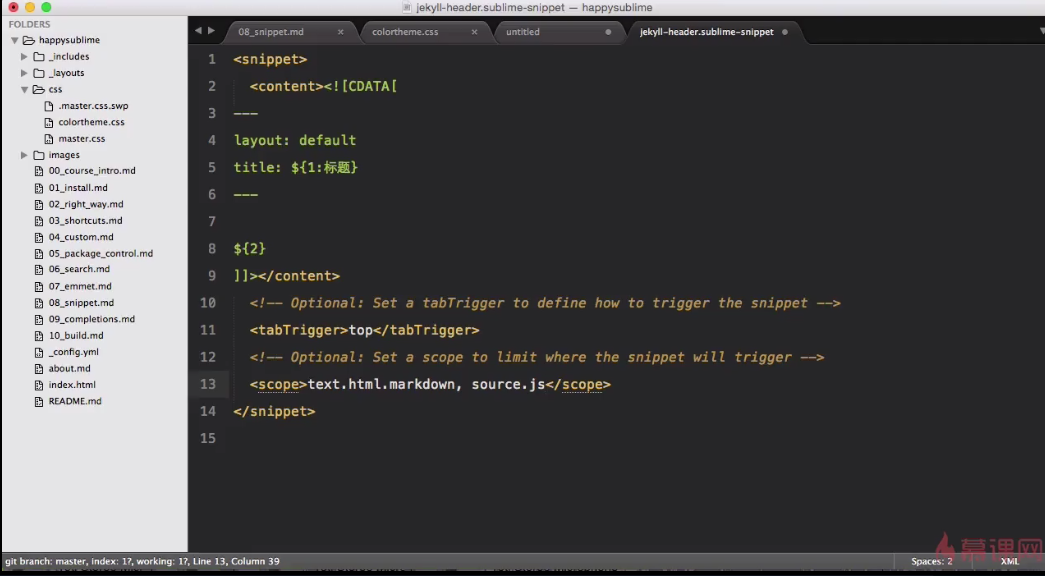 jekyll-header.sublime-snippet — happysublime
FOLDERS
happysublime
_includes
_layouts
css
.master.css.swp
colortheme.css
master.css
images
00_course_intro.md
01_install.md
02_right_way.md
03_shortcuts.md
04_custom.md
05_package_control.md
06_search.md
07_emmet.md
08_snippet.md
09_completions.md
10_build.md
_config.yml
about.md
index.html
README.md
08_snippet.md × colortheme.css × untitled jekyll-header.sublime-snippet
1 <snippet>
2 <content><![CDATA[
3 ---
4 layout: default
5 title: ${1:标题}
6 ---
7
8 ${2}
9 ]]></content>
10 <!-- Optional: Set a tabTrigger to define how to trigger the snippet -->
11 <tabTrigger>top</tabTrigger>
12 <!-- Optional: Set a scope to limit where the snippet will trigger -->
13 <scope>text.html.markdown, source.js</scope>
14 </snippet>
15
慕课网
git branch: master, index: 1?, working: 1?, Line 13, Column 39 Spaces: 2 XML